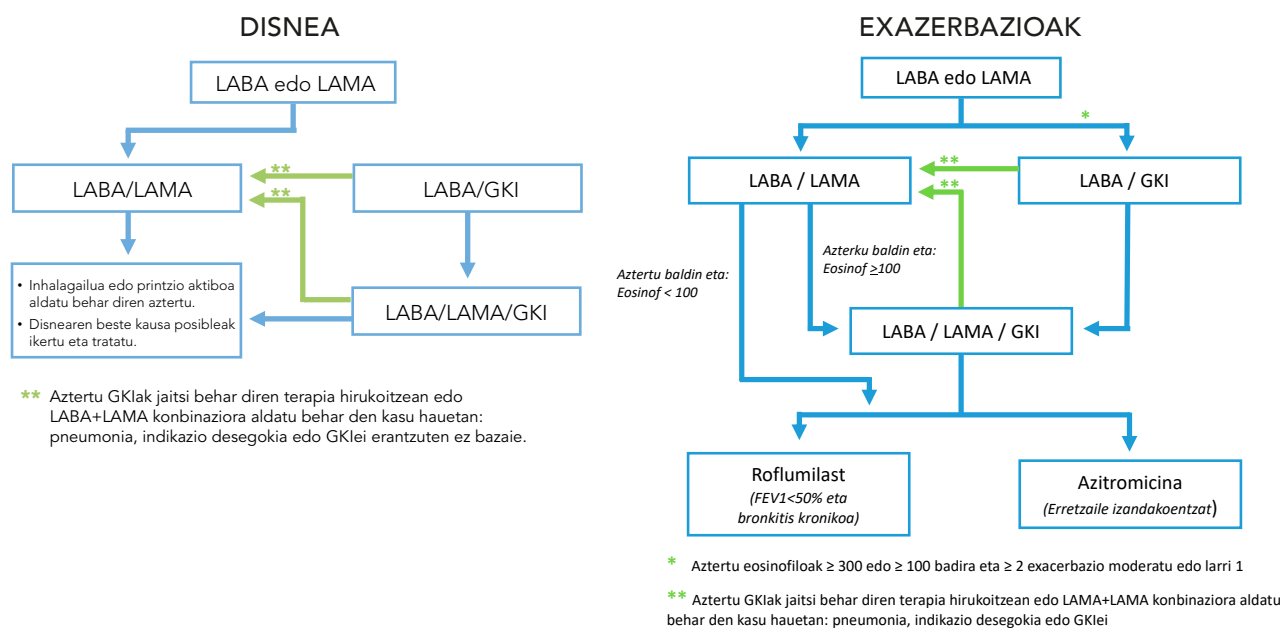 DISNEA
LABA edo LAMA
**
LABA/LAMA
**
LABA/GKI
• Inhalagailua edo printzio aktiboa
aldatu behar diren aztertu.
• Disnearen beste kausa posibleak
ikertu eta tratatu.
LABA/LAMA/GKI
** Aztertu GKIak jaitsi behar diren terapia hirukoitzean edo
LABA+LAMA konbinaziora aldatu behar den kasu hauetan:
pneumonia, indikazio desegokia edo GKIei erantzuten ez bazaie.
EXAZERBAZIOAK
LABA edo LAMA
*
**
LABA / LAMA
**
LABA / GKI
Aztertu baldin eta:
Eosinof < 100
Azterku baldin eta:
Eosinof ≥100
LABA / LAMA / GKI
Roflumilast
(FEV1<50% eta
bronkitis kronikoa)
Azitromicina
(Erretzaile izandakoentzat)
* Aztertu eosinofiloak ≥ 300 edo ≥ 100 badira eta ≥ 2 exacerbazio moderatu edo larri 1
** Aztertu GKIak jaitsi behar diren terapia hirukoitzean edo LAMA+LAMA konbinaziora aldatu
behar den kasu hauetan: pneumonia, indikazio desegokia edo GKIei